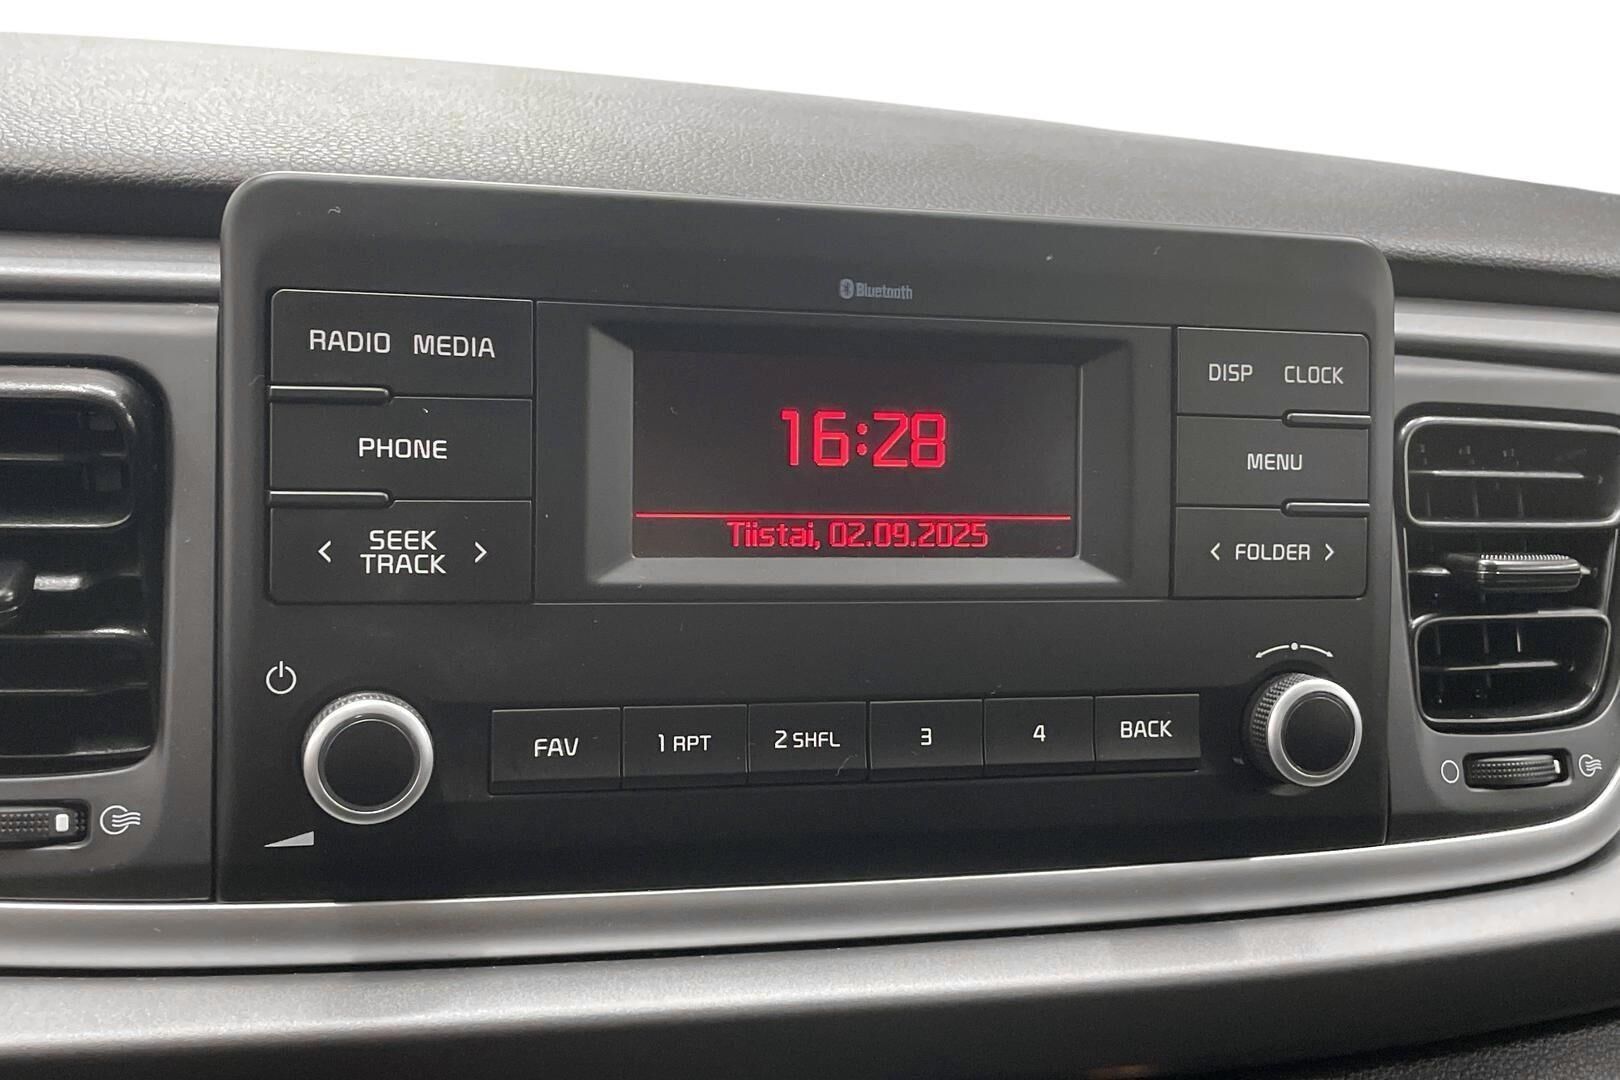 Bluetooth
RADIO MEDIA
DISP CLOCK
16:28
PHONE
MENU
Tiistai, 02.09.2025
< SEEK TRACK >
< FOLDER >
FAV
1 RPT
2 SHFL
3
4
BACK